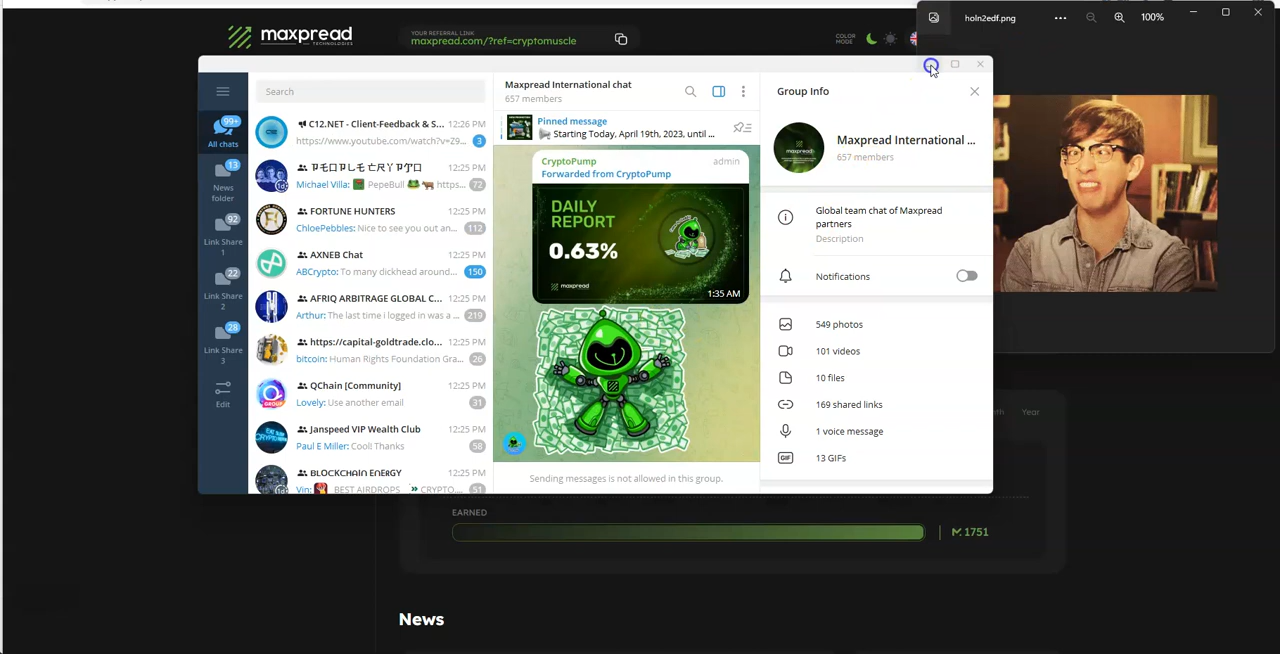 maxpread
TECHNOLOGIES
YOUR REFERRAL LINK
maxpread.com/?ref=cryptomuscle
COLOR
MODE
holn2edf.png
100%
Search
99+
All chats
13
News
folder
92
Link Share
1
22
Link Share
2
28
Link Share
3
Edit
C12.NET - Client-Feedback & S... 12:26 PM
https://www.youtube.com/watch?v=Z9... 3
12:25 PM
Michael Villa: PepeBull https... 72
FORTUNE HUNTERS 12:25 PM
ChloePebbles: Nice to see you out an... 112
AXNEB Chat 12:25 PM
ABCrypto: To many dickhead around... 150
AFRIQ ARBITRAGE GLOBAL C... 12:25 PM
Arthur: The last time i logged in was a ... 219
https://capital-goldtrade.clo... 12:25 PM
bitcoin: Human Rights Foundation Gra... 26
QChain [Community] 12:25 PM
Lovely: Use another email 31
Janspeed VIP Wealth Club 12:25 PM
Paul E Miller: Cool! Thanks 58
BLOCKCHAIN ENERGY 12:25 PM
Vin: BEST AIRDROPS CRYPTO.... 51
Maxpread International chat
657 members
Pinned message
Starting Today, April 19th, 2023, until ...
CryptoPump admin
Forwarded from CryptoPump
DAILY
REPORT
0.63%
maxpread
1:35 AM
Sending messages is not allowed in this group.
Group Info
Maxpread International ...
657 members
Global team chat of Maxpread
partners
Description
Notifications
549 photos
101 videos
10 files
169 shared links
1 voice message
GIF
13 GIFs
Year
EARNED
M. 1751
News